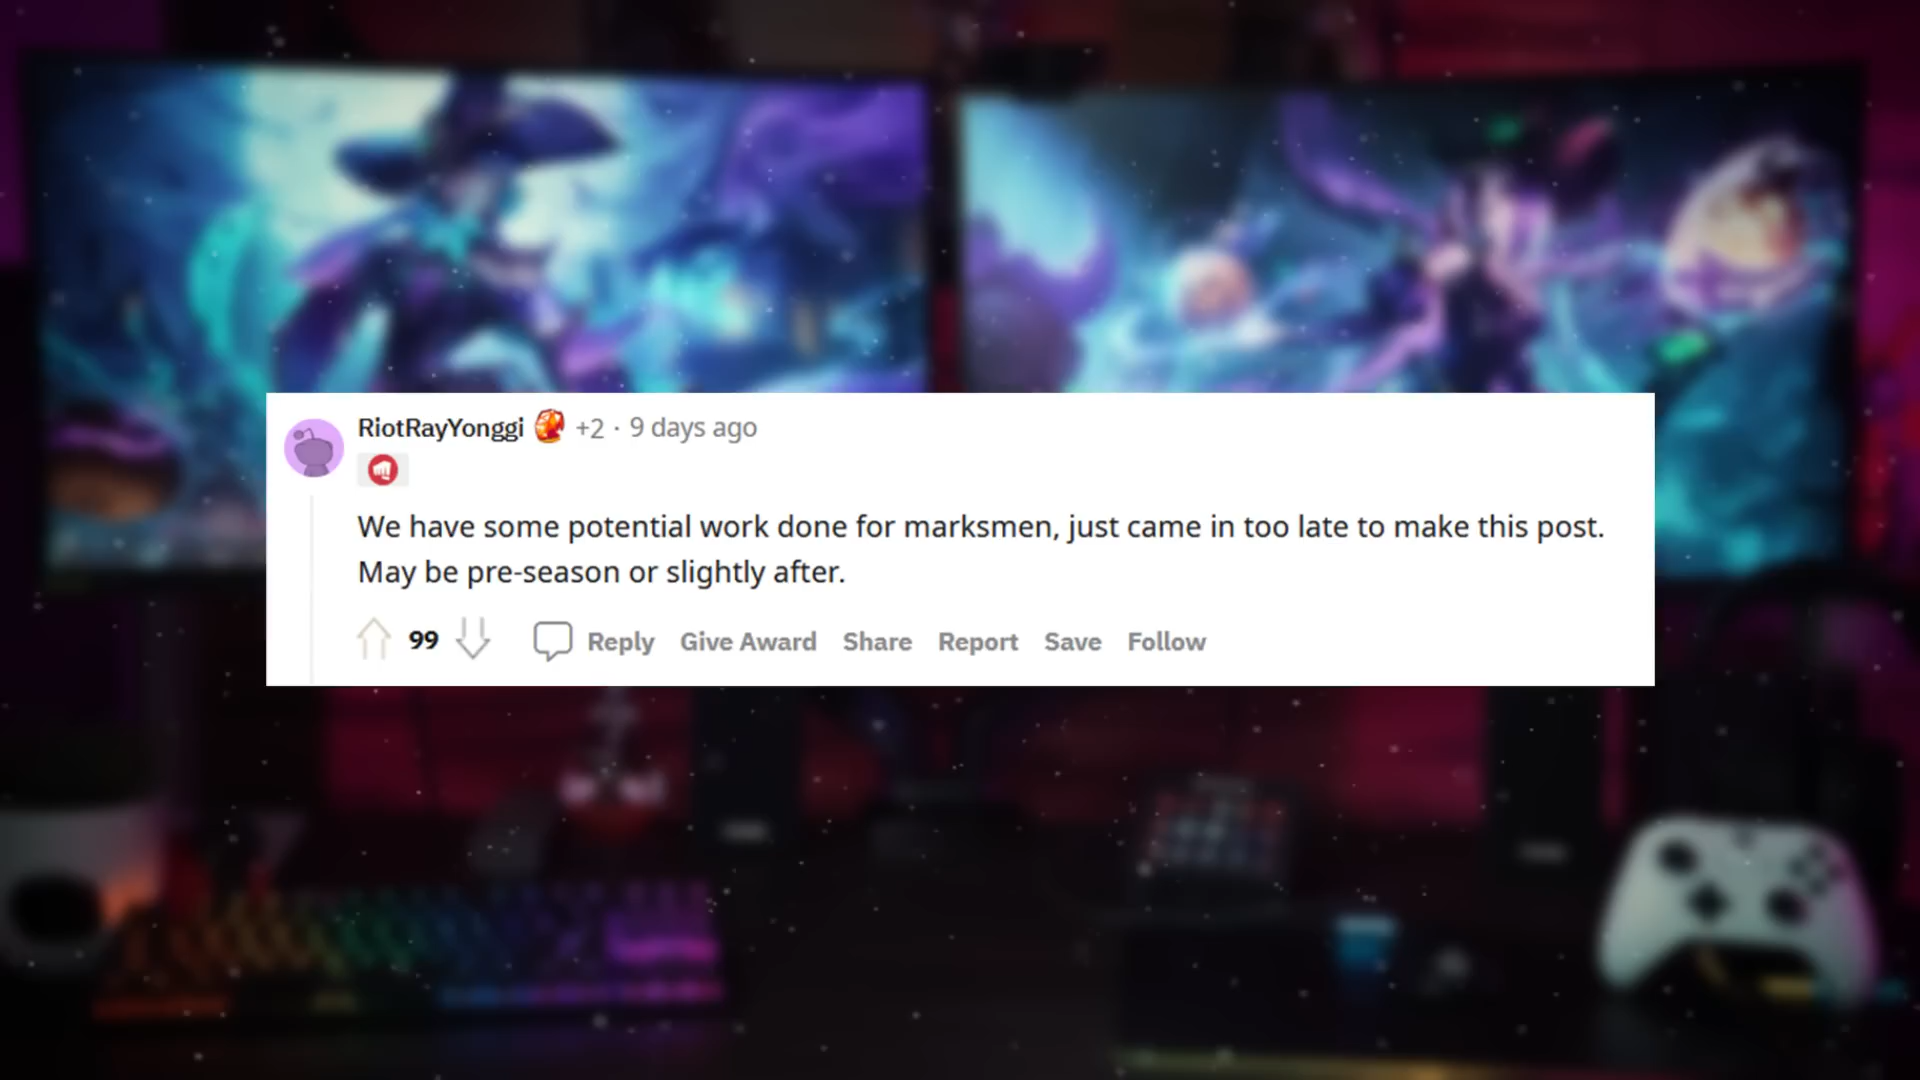 RiotRayYonggi +2 · 9 days ago
We have some potential work done for marksmen, just came in too late to make this post.
May be pre-season or slightly after.
99 Reply Give Award Share Report Save Follow